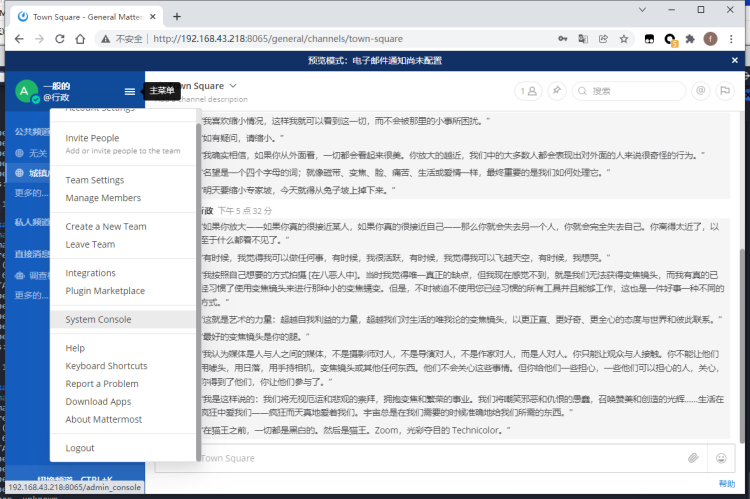 Town Square - General Mattermo
不安全
http://192.168.43.218:8065/general/channels/town-square
预览模式：电子邮件通知尚未配置
一般的
@行政
主菜单
Town Square
Add a channel description
1
搜索
公共频道
无关
城镇广
更多的...
私人频道
直接消息
调查
更多的...
切换频道 - CTRL+K
Account Settings
Invite People
Add or invite people to the team
Team Settings
Manage Members
Create a New Team
Leave Team
Integrations
Plugin Marketplace
System Console
Help
Keyboard Shortcuts
Report a Problem
Download Apps
About Mattermost
Logout
192.168.43.218:8065/admin_console
“我喜欢缩小情况，这样我就可以看到这一切，而不会被那里的小事所困扰。”
“如有疑问，请缩小。”
“我确实相信，如果你从外面看，一切都会看起来很美。你放大的越近，我们中的大多数人都会表现出对外面的人来说很奇怪的行为。”
“名望是一个四个字母的词；就像磁带、变焦、脸、痛苦、生活或爱情一样，最终重要的是我们如何处理它。”
“明天要缩小专家坡，今天就得从兔子坡上掉下来。”
行政 下午 5 点 32 分
“如果你放大——如果你真的很接近某人，如果你真的很接近自己——那么你就会失去另一个人，你就会完全失去自己。你离得太近了，以
至于什么都看不见了。”
“有时候，我觉得我可以做任何事，有时候，我很活跃，有时候，我觉得我可以飞越天空，有时候，我想哭。”
“我按照自己想要的方式拍摄 [在八恶人中]。当时我觉得唯一真正的缺点，但我现在感觉不到，就是我们无法获得变焦镜头，而我有真的已
经习惯了使用变焦镜头来进行那种小的变焦蠕变。但是，不时被迫不使用您已经习惯的所有工具并且能够工作，这也是一件好事一种不同的
方式。”
“这就是艺术的力量：超越自我利益的力量，超越我们对生活的唯我论的变焦镜头，以更正直、更好奇、更全心的态度与世界和彼此联系。”
“最好的变焦镜头是你的腿。”
“我认为媒体是人与人之间的媒体，不是摄影师对人，不是导演对人，不是作家对人，而是人对人。你只能让观众与人接触。你不能让他们
用噱头，用日落，用手持相机，变焦镜头或其他任何东西。他们不会关心这些事情。但你给他们一些担心，一些他们可以担心的人，关心，
你得到了他们，你让他们参与了。”
“我是这样说的：我们将无视厄运和悲观的崇拜，拥抱变焦和繁荣的事业。我们将嘲笑邪恶和仇恨的愚蠢，召唤赞美和创造的光辉……生活在
疯狂中爱我们——疯狂而天真地爱着我们。宇宙总是在我们需要的时候准确地给我们所需的东西。”
“在猫王之前，一切都是黑白的。然后是猫王。Zoom，光彩夺目的 Technicolor。”
Town Square
帮助